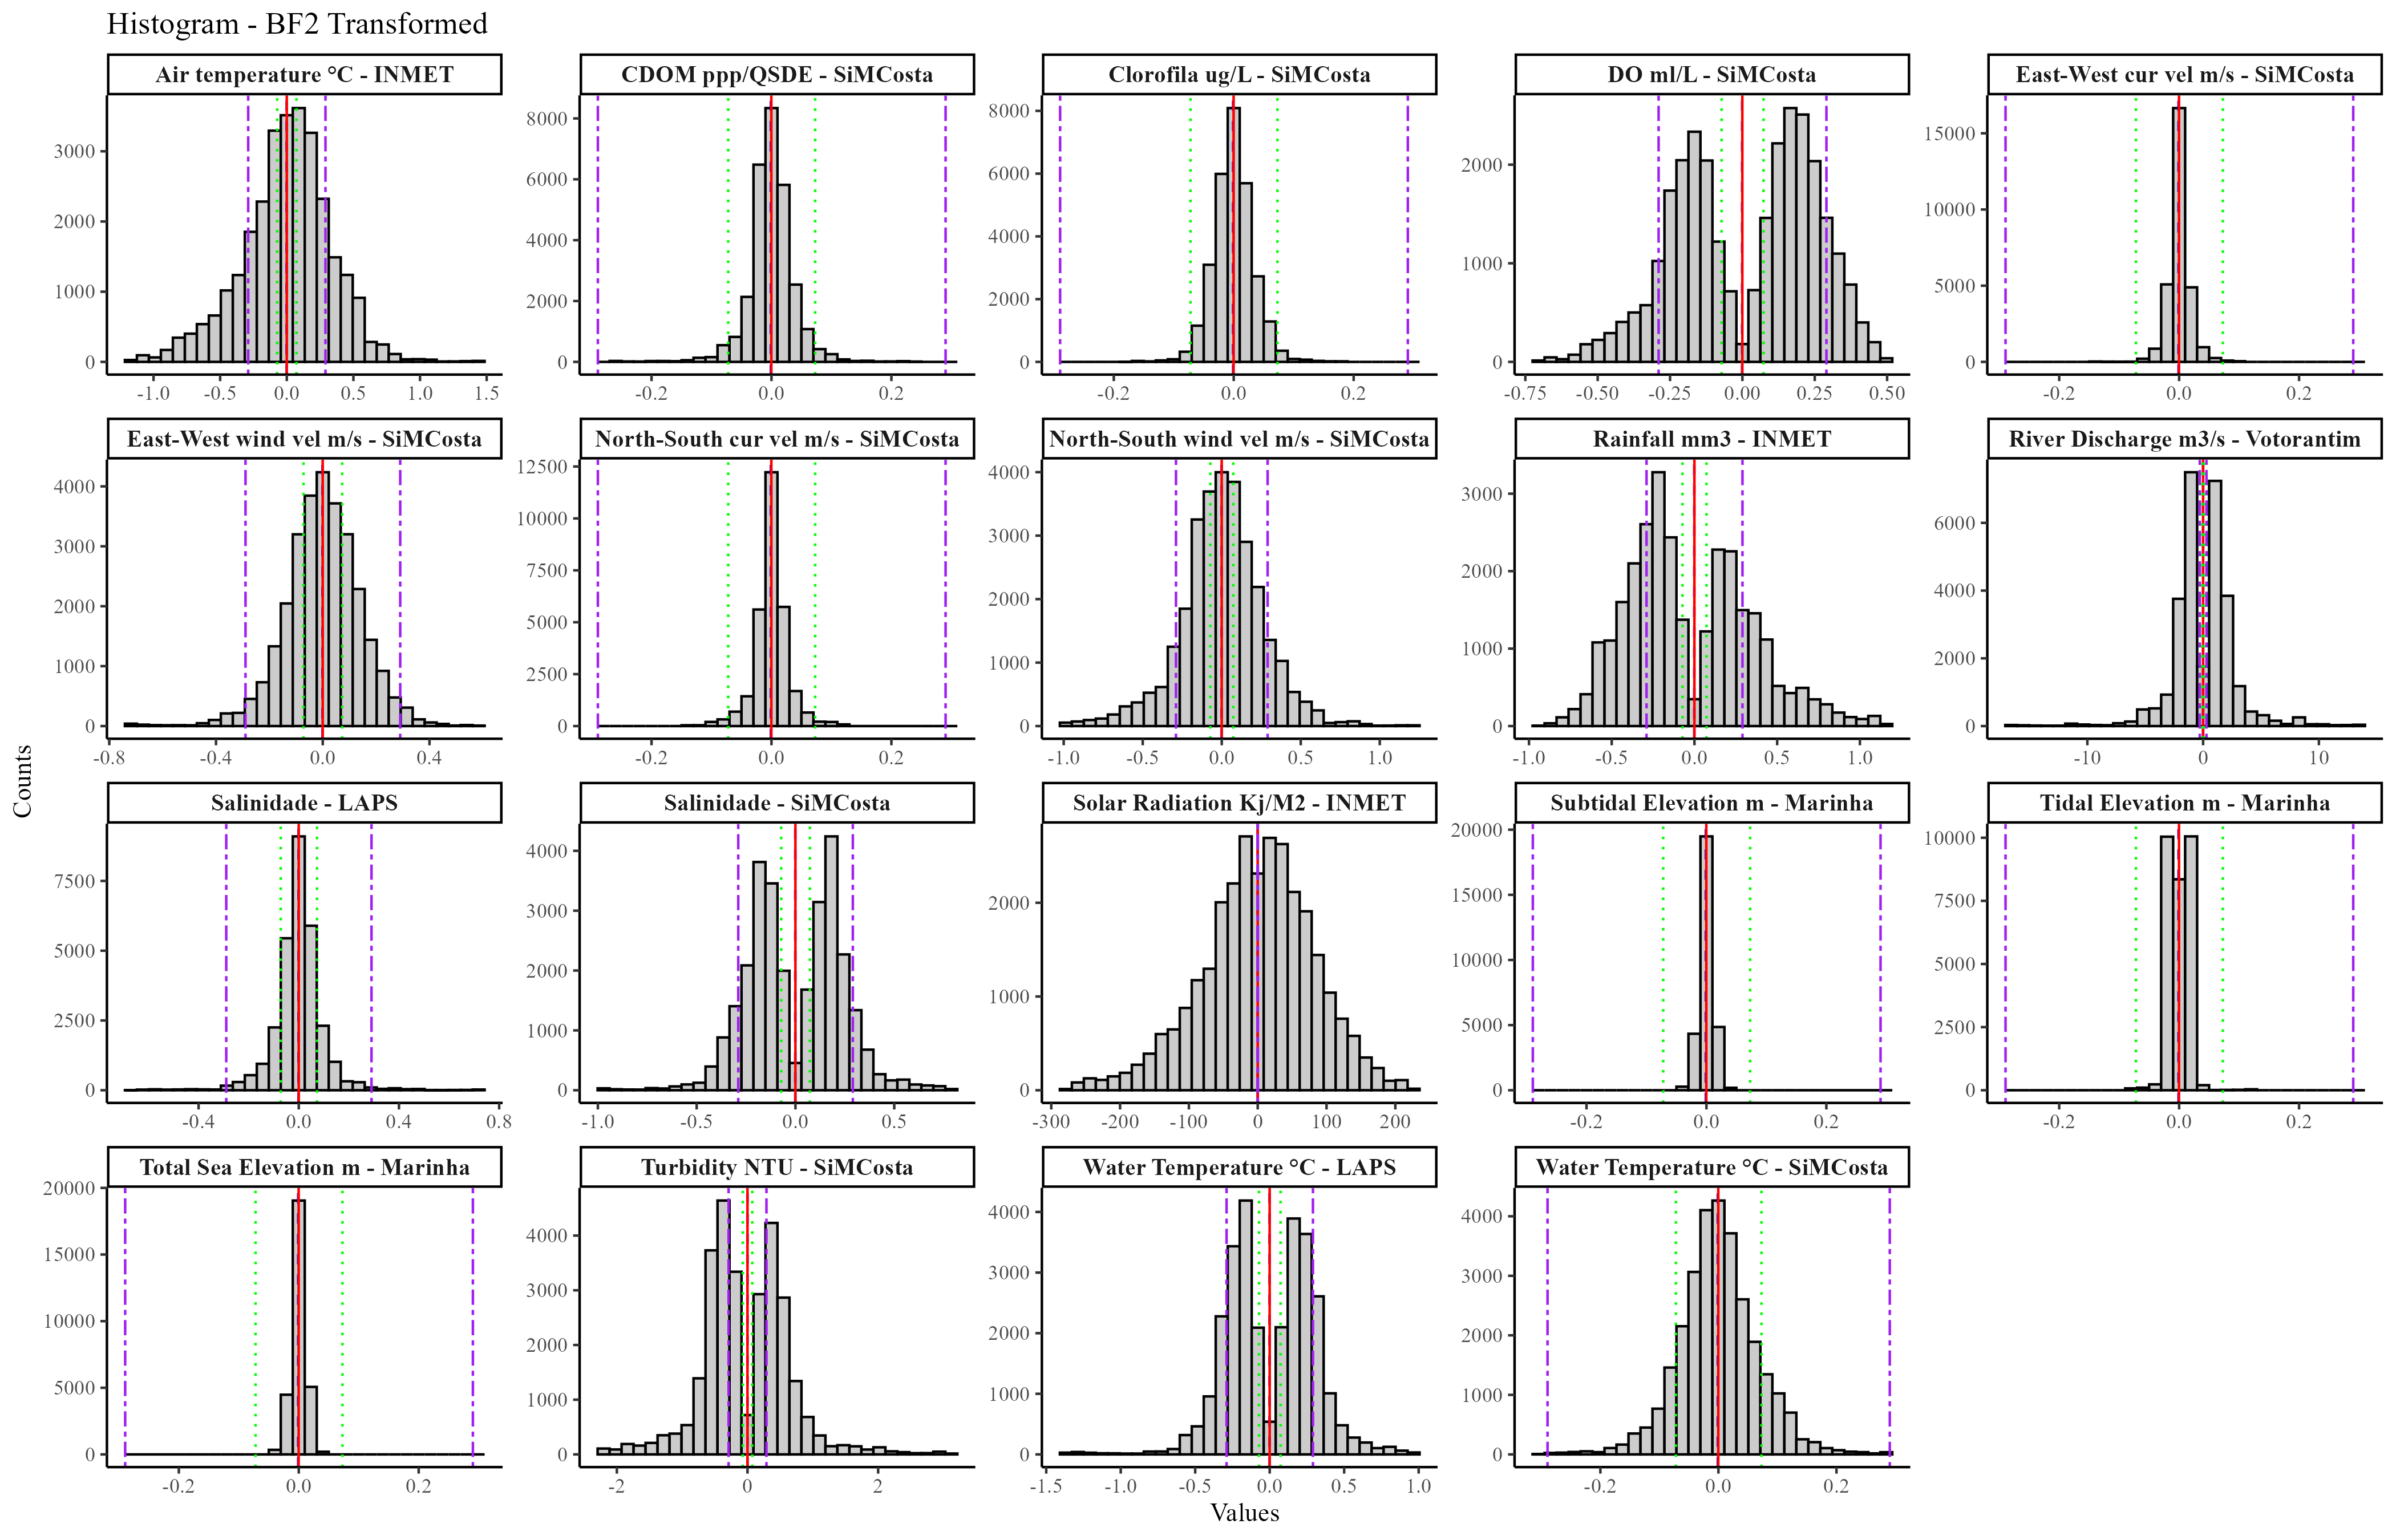 Histogram - BF2 Transformed
Air temperature °C - INMET
CDOM ppp/QSDE - SiMCosta
Clorofila ug/L - SiMCosta
DO ml/L - SiMCosta
East-West cur vel m/s - SiMCosta
3000
2000
1000
0
-1.0 -0.5 0.0 0.5 1.0 1.5
8000
6000
4000
2000
0
-0.2 0.0 0.2
8000
6000
4000
2000
0
-0.2 0.0 0.2
2000
1000
0
-0.75 -0.50 -0.25 0.00 0.25 0.50
15000
10000
5000
0
-0.2 0.0 0.2
East-West wind vel m/s - SiMCosta
North-South cur vel m/s - SiMCosta
North-South wind vel m/s - SiMCosta
Rainfall mm3 - INMET
River Discharge m3/s - Votorantim
4000
3000
2000
1000
0
-0.8 -0.4 0.0 0.4
12500
10000
7500
5000
2500
0
-0.2 0.0 0.2
4000
3000
2000
1000
0
-1.0 -0.5 0.0 0.5 1.0
3000
2000
1000
0
-1.0 -0.5 0.0 0.5 1.0
6000
4000
2000
0
-10 0 10
Counts
Salinidade - LAPS
Salinidade - SiMCosta
Solar Radiation Kj/M2 - INMET
Subtidal Elevation m - Marinha
Tidal Elevation m - Marinha
7500
5000
2500
0
-0.4 0.0 0.4 0.8
4000
3000
2000
1000
0
-1.0 -0.5 0.0 0.5
2000
1000
0
-300 -200 -100 0 100 200
20000
15000
10000
5000
0
-0.2 0.0 0.2
10000
7500
5000
2500
0
-0.2 0.0 0.2
Total Sea Elevation m - Marinha
Turbidity NTU - SiMCosta
Water Temperature °C - LAPS
Water Temperature °C - SiMCosta
20000
15000
10000
5000
0
-0.2 0.0 0.2
4000
3000
2000
1000
0
-2 0 2
4000
3000
2000
1000
0
-1.5 -1.0 -0.5 0.0 0.5 1.0
4000
3000
2000
1000
0
-0.2 0.0 0.2
Values